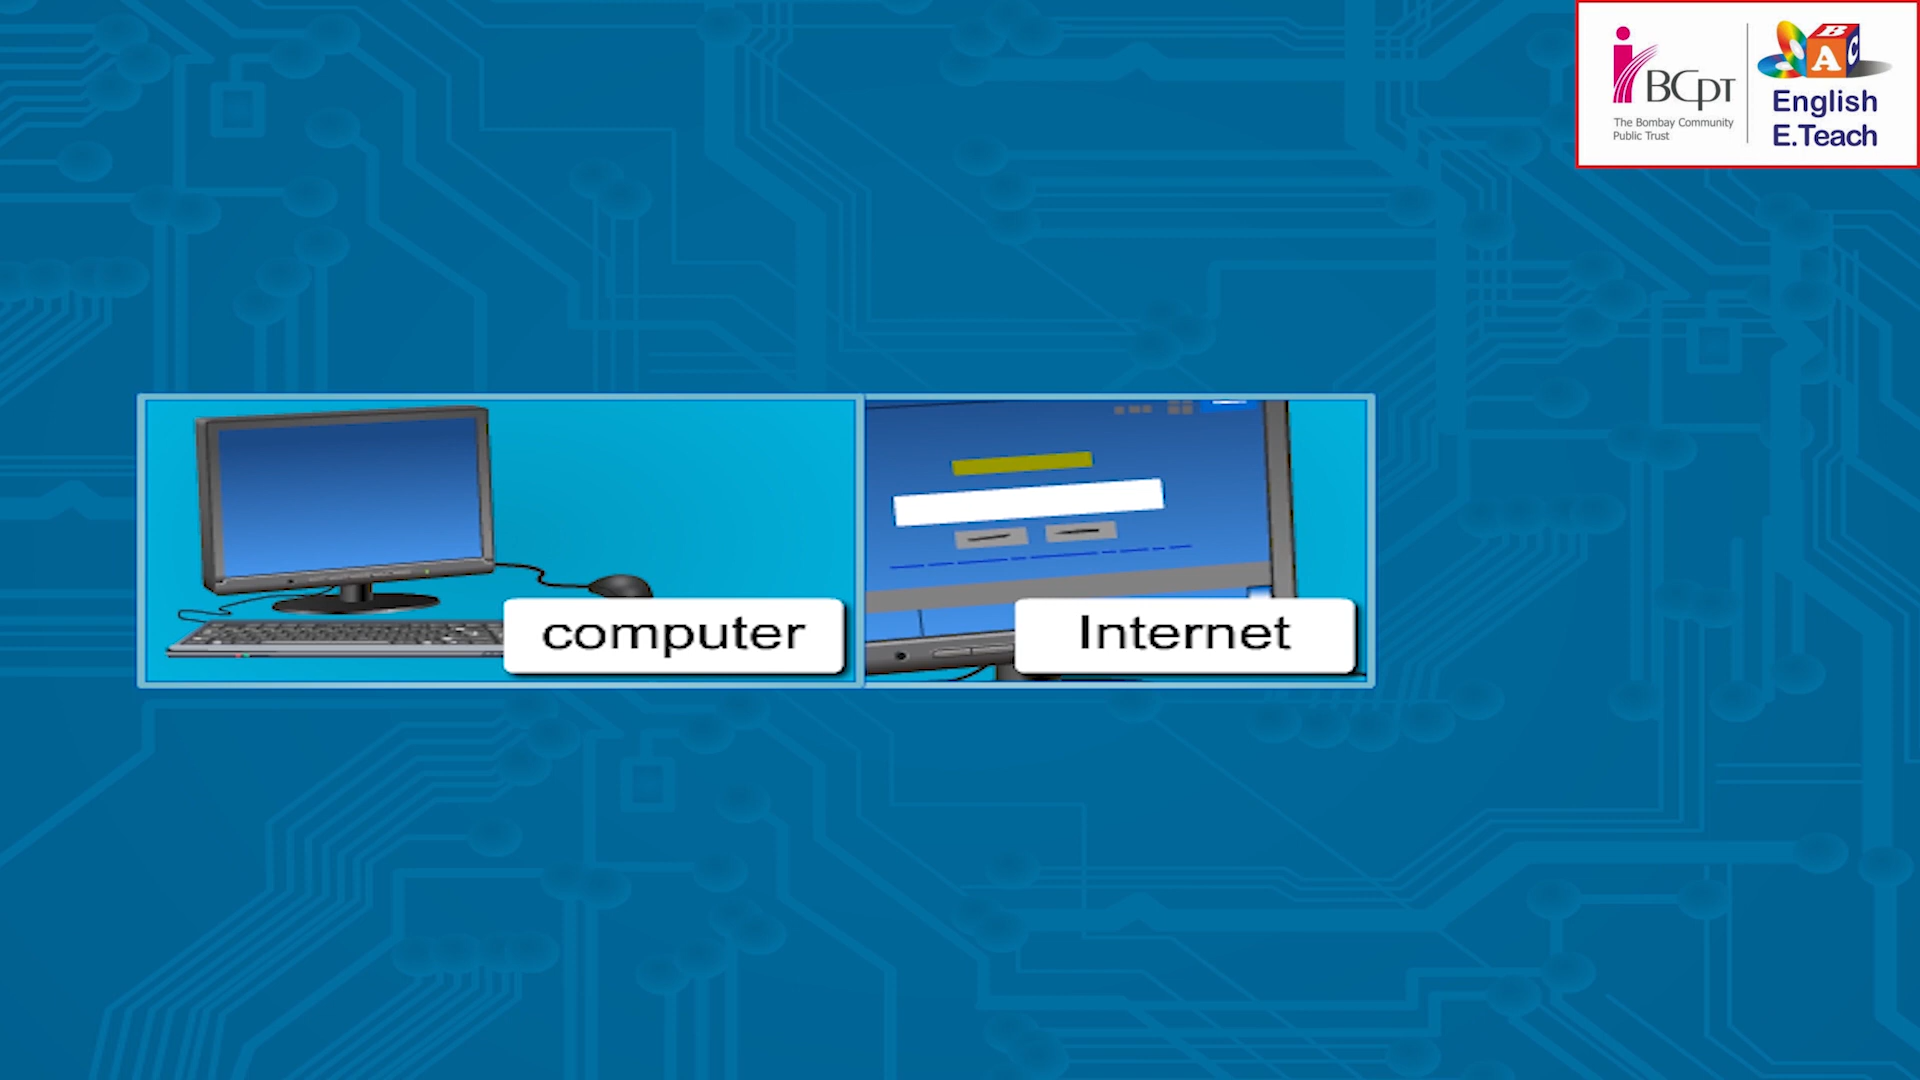 BCPT
The Bombay Community
Public Trust
A B C
English
E.Teach
computer
Internet